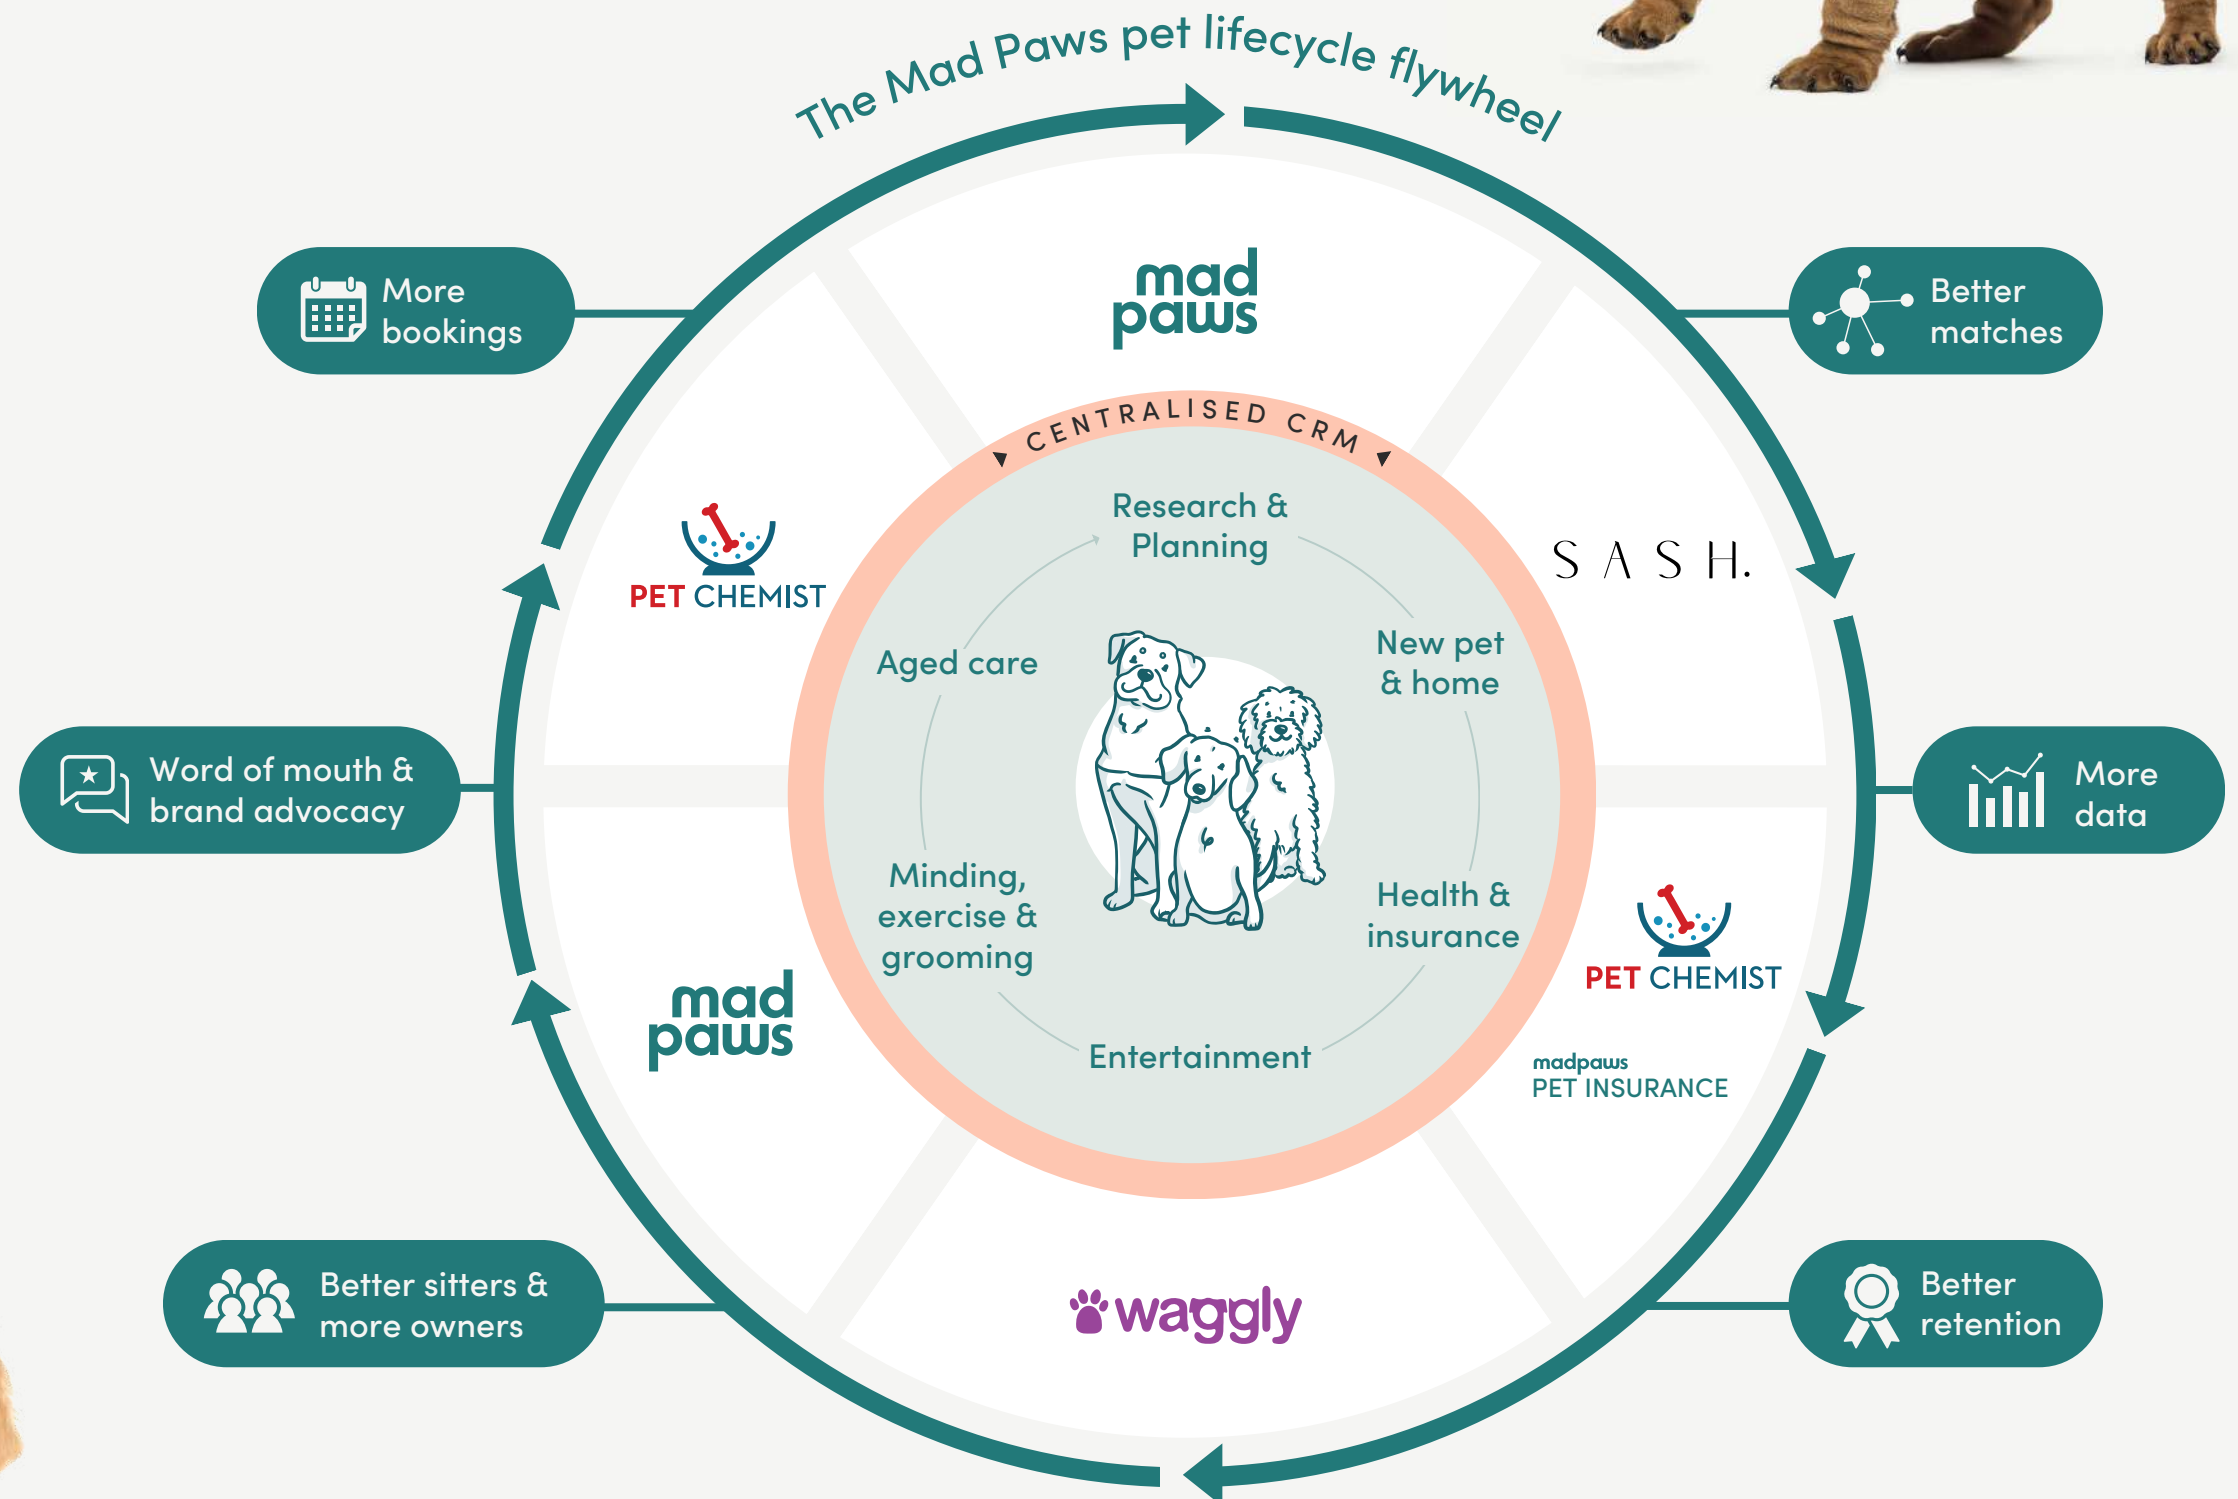 The Mad Paws pet lifecycle flywheel
More
bookings
mad
paws
Better
matches
CENTRALISED CRM
PET CHEMIST
Research &
Planning
S A S H.
Aged care
New pet
& home
Word of mouth &
brand advocacy
More
data
Minding,
exercise &
grooming
Health &
insurance
PET CHEMIST
mad
paws
Entertainment
madpaws
PET INSURANCE
Better sitters &
more owners
waggly
Better
retention